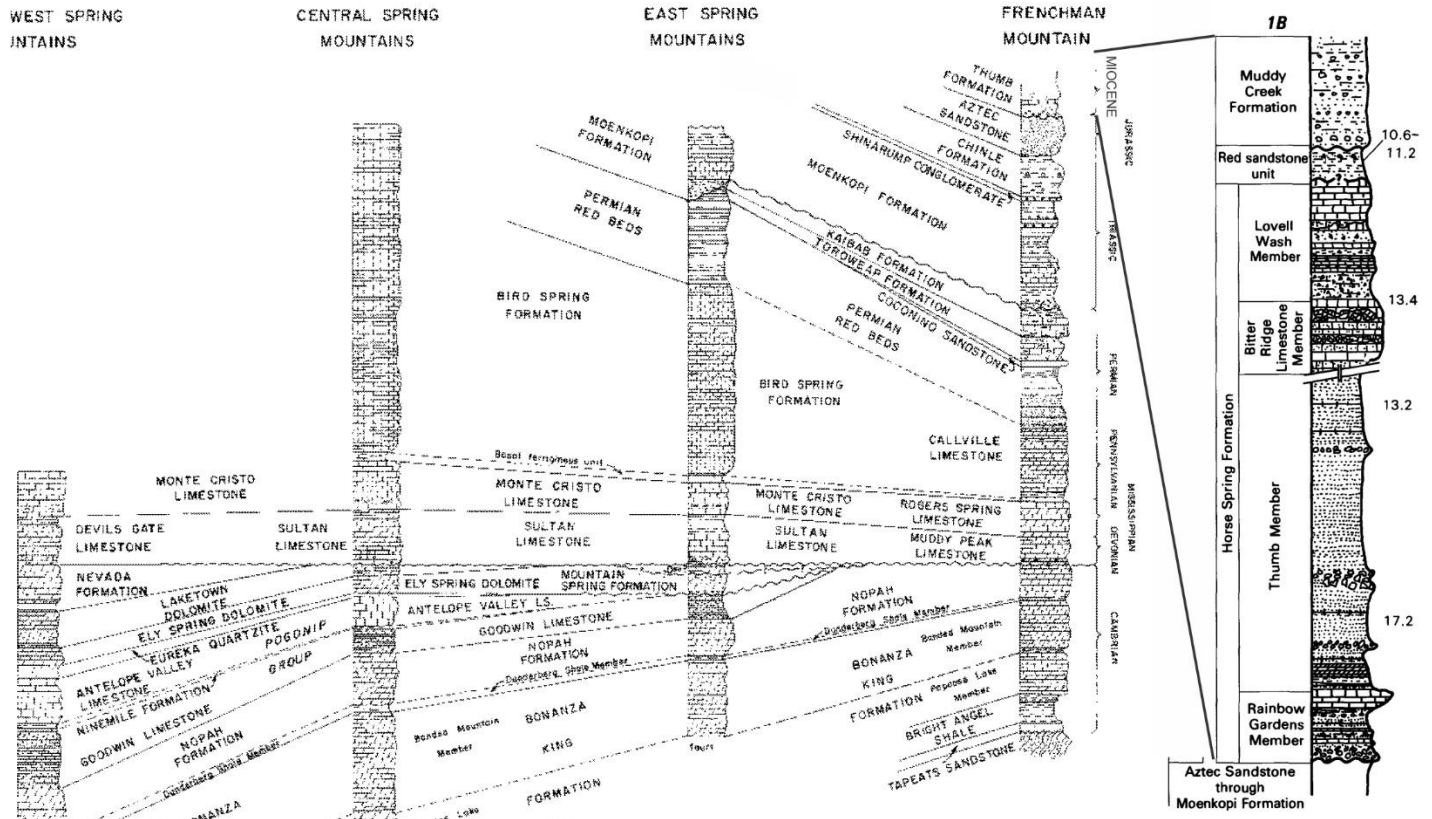 WEST SPRING
UNTAINS
CENTRAL SPRING
MOUNTAINS
EAST SPRING
MOUNTAINS
FRENCHMAN
MOUNTAIN
THUMB
FORMATION
AZTEC
SANDSTONE
CHINLE
FORMATION
SHINARUMP CONGLOMERATE
MOENKOPI FORMATION
KAIBAB FORMATION
TOROWEAP FORMATION
COCONINO SANDSTONE
PERMIAN
RED BEDS
MOENKOPI
FORMATION
PERMIAN
RED BEDS
BIRD SPRING
FORMATION
BIRD SPRING
FORMATION
CALLVILLE
LIMESTONE
Basal ferruginous unit
MONTE CRISTO
LIMESTONE
MONTE CRISTO
LIMESTONE
MONTE CRISTO
LIMESTONE
ROGERS SPRING
LIMESTONE
DEVILS GATE
LIMESTONE
SULTAN
LIMESTONE
SULTAN
LIMESTONE
SULTAN
LIMESTONE
MUDDY PEAK
LIMESTONE
NEVADA
FORMATION
LAKETOWN
DOLOMITE
ELY SPRING DOLOMITE
EUREKA QUARTZITE
ANTELOPE VALLEY
LIMESTONE
POGONIP
GROUP
NINEMILE FORMATION
GOODWIN LIMESTONE
NOPAH
FORMATION
Dunderberg Shale Member
BONANZA
ELY SPRING DOLOMITE
MOUNTAIN
SPRING FORMATION
ANTELOPE VALLEY LS.
GOODWIN LIMESTONE
NOPAH
FORMATION
Dunderberg Shale Member
Banded Mountain
Member
BONANZA
KING
FORMATION
Lake
Fault
NOPAH
FORMATION
Dunderberg Shale Member
Banded Mountain
Member
BONANZA
KING
FORMATION
Papoose Lake
Member
BRIGHT ANGEL
SHALE
TAPEATS SANDSTONE
MIOCENE
JURASSIC
TRIASSIC
PERMIAN
PENNSYLVANIAN
MISSISSIPPIAN
DEVONIAN
CAMBRIAN
1B
Muddy
Creek
Formation
10.6~
11.2
Red sandstone
unit
Lovell
Wash
Member
13.4
Bitter
Ridge
Limestone
Member
13.2
Horse Spring Formation
Thumb Member
17.2
Rainbow
Gardens
Member
Aztec Sandstone
through
Moenkopi Formation